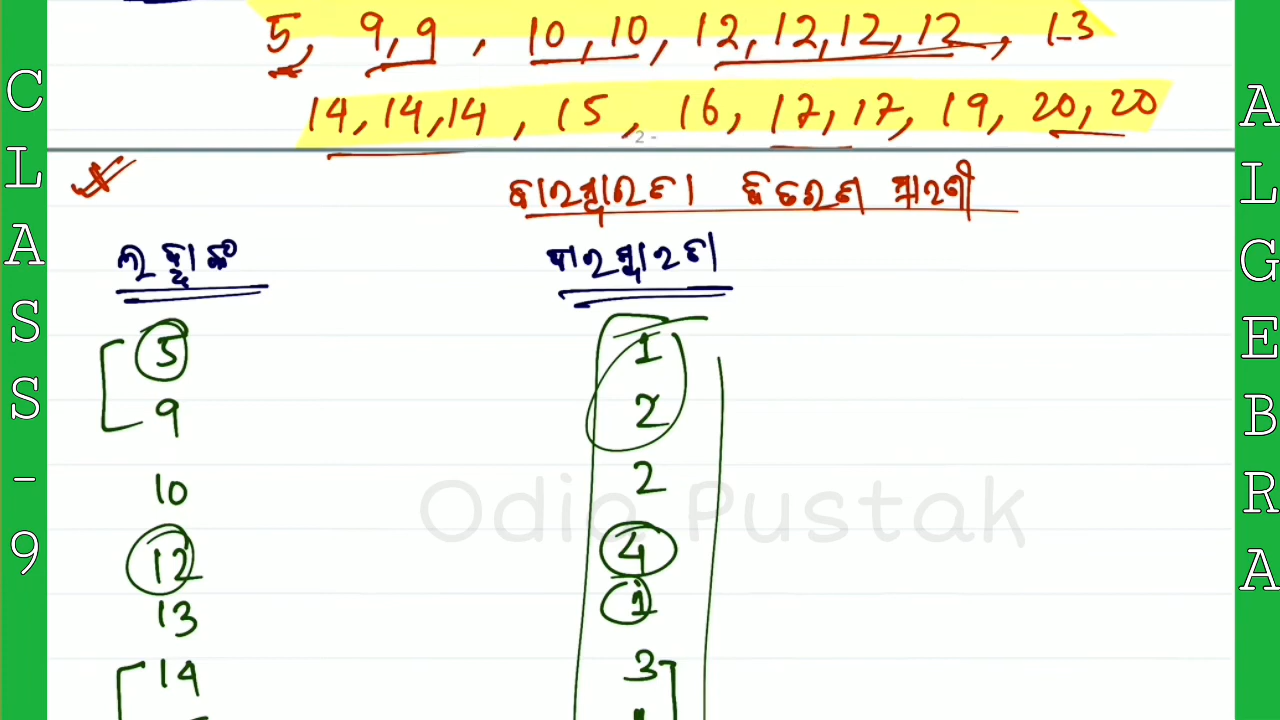 5, 9,9, 10,10, 12,12,12,12, 13
14,14,14, 15, 16, 17,17, 19, 20,20
2 -
ବାରମ୍ବାରତା ବିତରଣ ସାରଣୀ
ଲବ୍ଧାଙ୍କ ବାରମ୍ବାରତା
5 1
9 2
10 2
Odia Pustak
12 4
13 1
14 3
CLASS-9
ALGEBRA